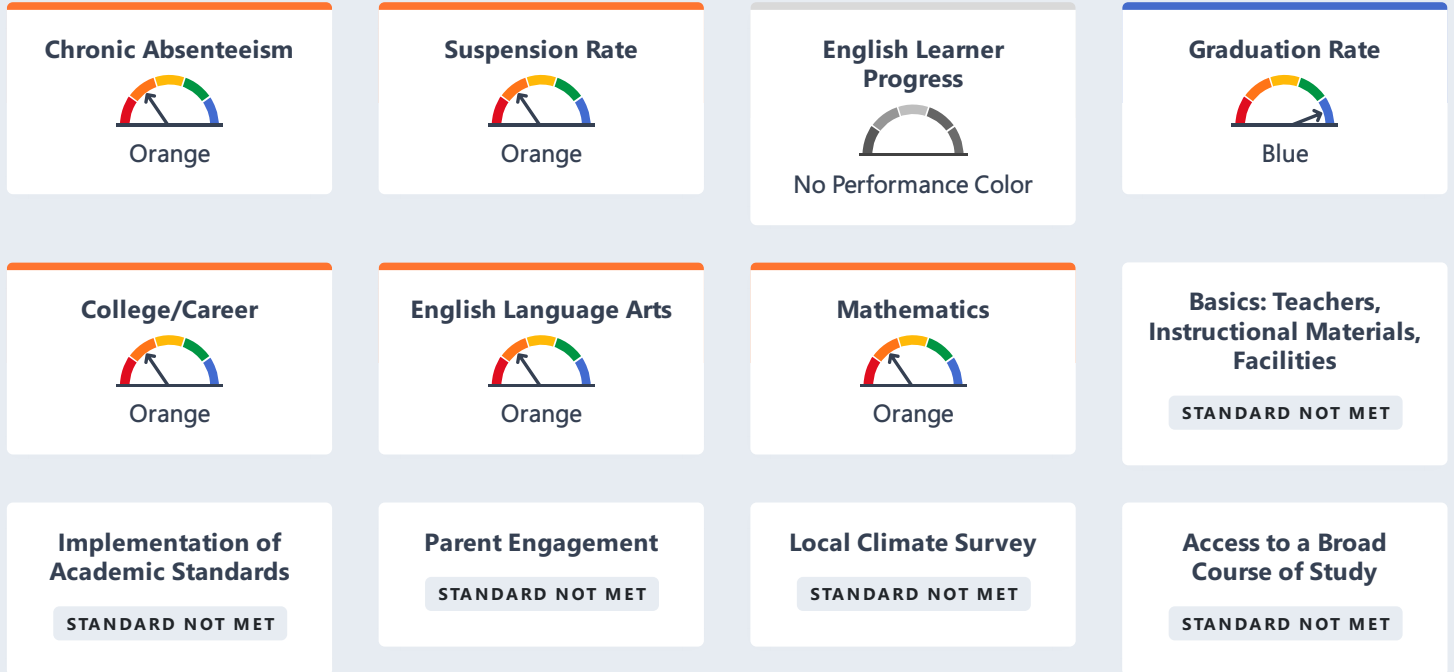 Chronic Absenteeism
Orange
Suspension Rate
Orange
English Learner
Progress
No Performance Color
Graduation Rate
Blue
College/Career
Orange
English Language Arts
Orange
Mathematics
Orange
Basics: Teachers,
Instructional Materials,
Facilities
STANDARD NOT MET
Implementation of
Academic Standards
STANDARD NOT MET
Parent Engagement
STANDARD NOT MET
Local Climate Survey
STANDARD NOT MET
Access to a Broad
Course of Study
STANDARD NOT MET